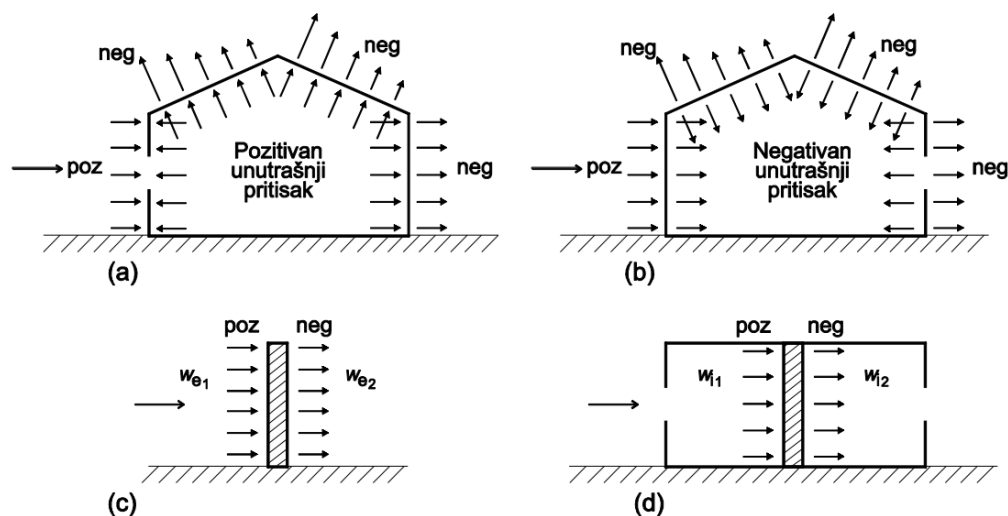 neg
neg
poz
Pozitivan
unutrašnji
pritisak
neg
(a)
neg
neg
poz
Negativan
unutrašnji
pritisak
neg
(b)
poz
neg
we1
we2
(c)
poz
neg
wi1
wi2
(d)